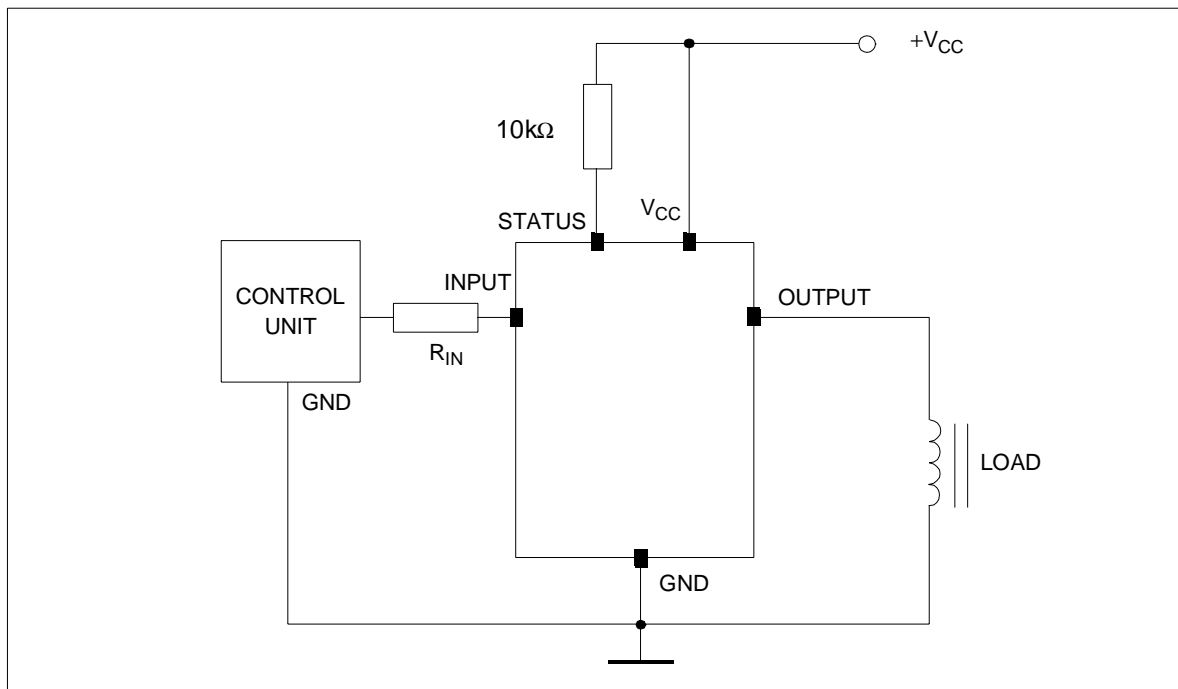 +VCC
10kΩ
STATUS
VCC
INPUT
OUTPUT
CONTROL
UNIT
RIN
GND
LOAD
GND